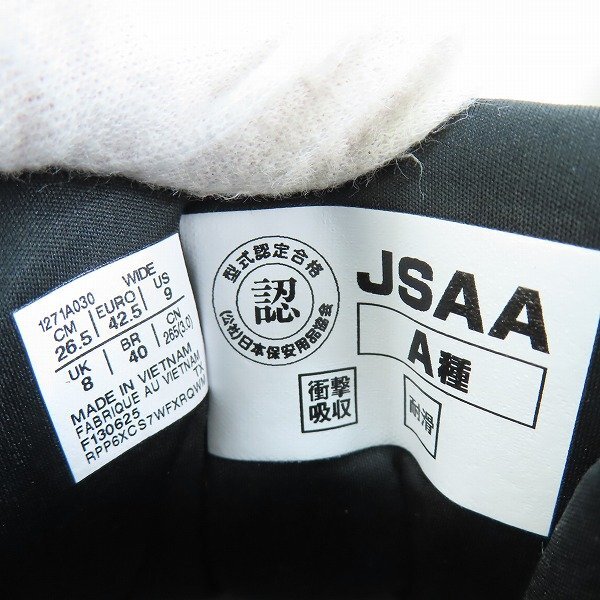 1271A030 WIDE
CM EURO US
26.5 42.5 9
UK BR CN
8 40 265(3.0)
MADE IN VIETNAM
FABRIQUE AU VIETNAM
F130625 TX
RPP6XCS7WFXRQWM
型式認定合格
認
(公社)日本保安用品協会
JSAA
A種
衝撃
吸収
耐滑